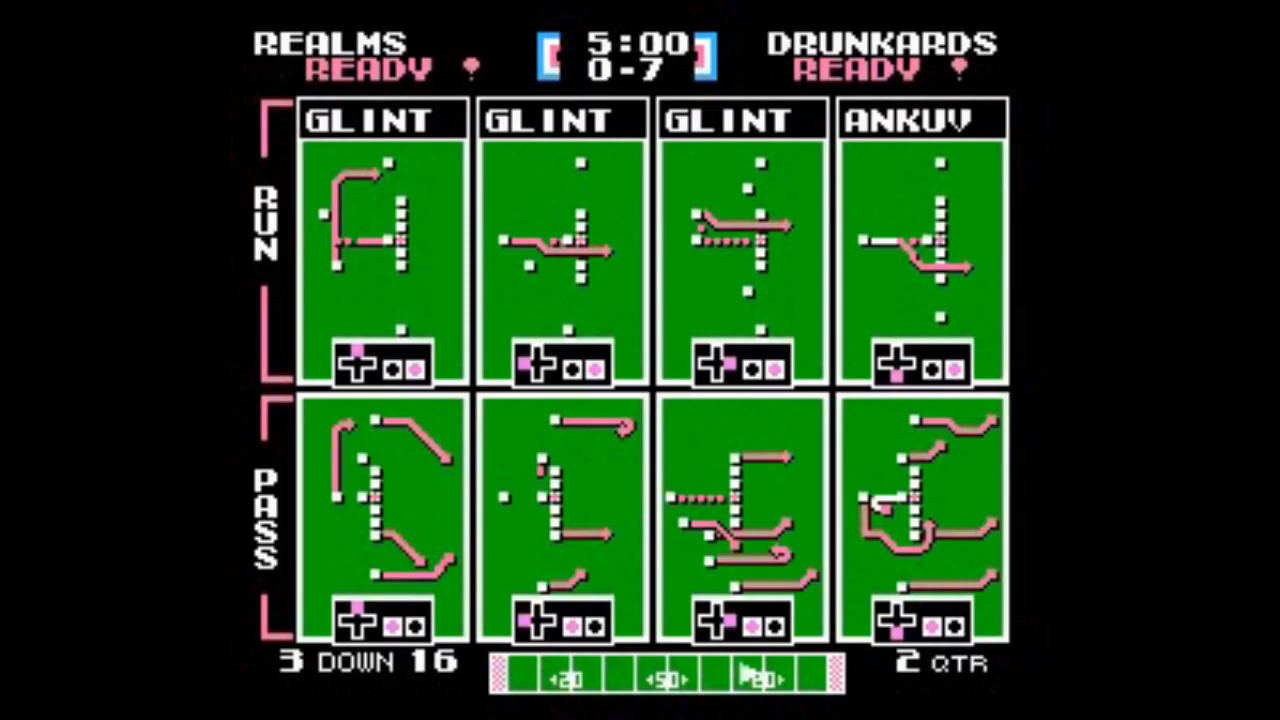 REALMS 5:00 DRUNKARDS
READY 0-7 READY
GLINT GLINT GLINT ANKUV
RUN
PASS
3 DOWN 16 2 QTR
20 50 20